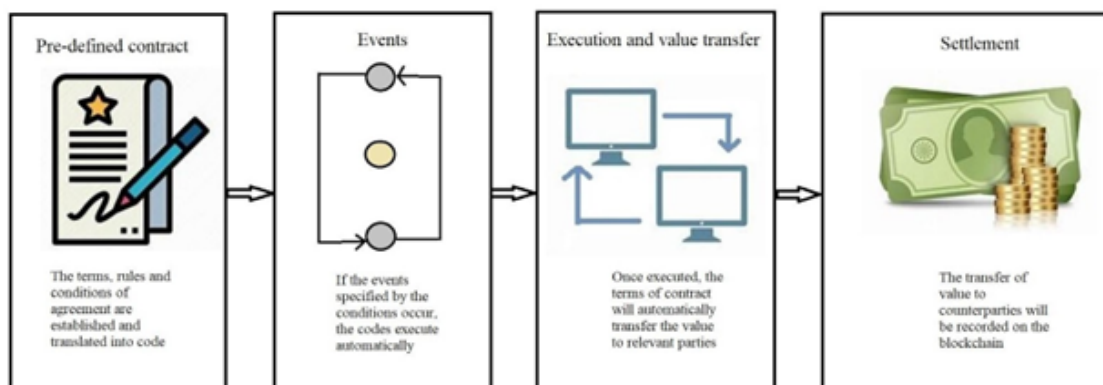 Pre-defined contract
The terms, rules and
conditions of
agreement are
established and
translated into code
Events
If the events
specified by the
conditions occur,
the codes execute
automatically
Execution and value transfer
Once executed, the
terms of contract
will automatically
transfer the value
to relevant parties
Settlement
The transfer of
value to
counterparties will
be recorded on the
blockchain